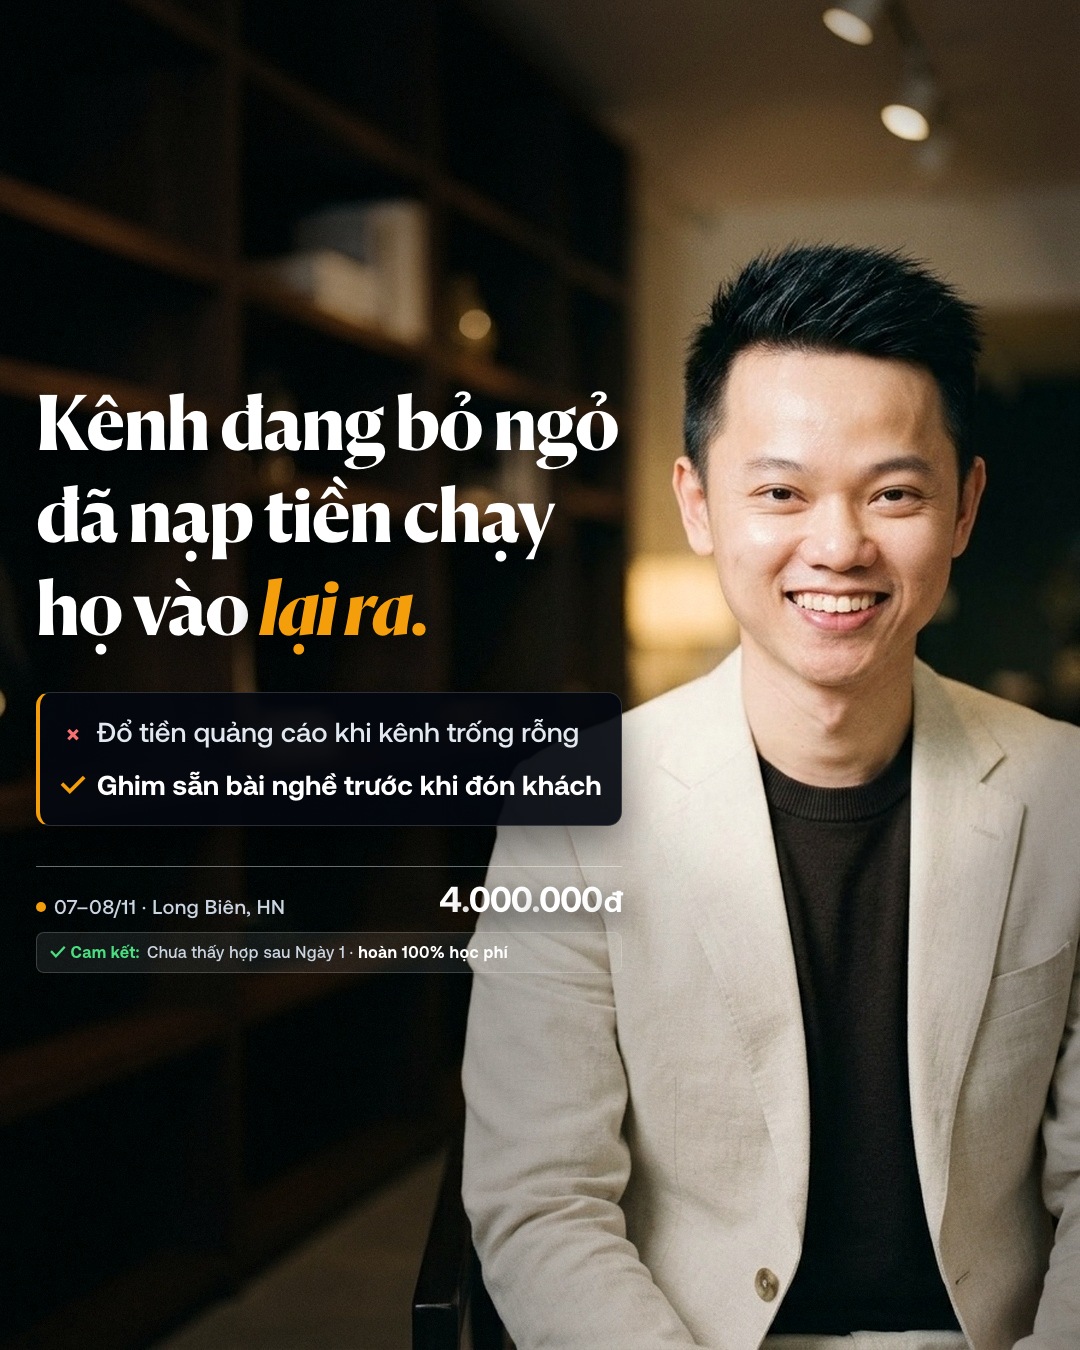 Kênh đang bỏ ngỏ
đã nạp tiền chạy
họ vào lại ra.
× Đổ tiền quảng cáo khi kênh trống rỗng
✓ Ghim sẵn bài nghề trước khi đón khách
07–08/11 · Long Biên, HN
4.000.000đ
✓ Cam kết: Chưa thấy hợp sau Ngày 1 · hoàn 100% học phí